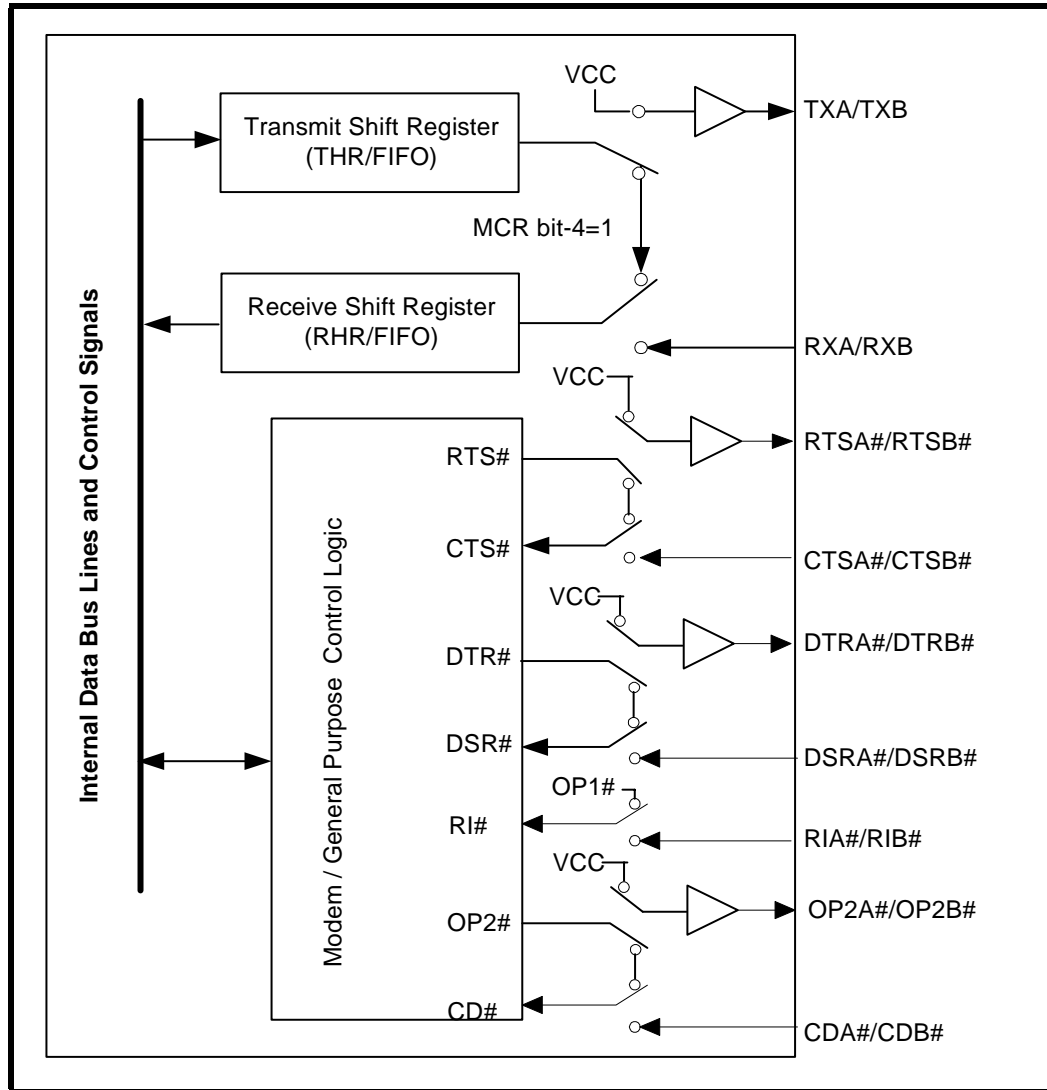 VCC
TXA/TXB
Transmit Shift Register
(THR/FIFO)
MCR bit-4=1
Receive Shift Register
(RHR/FIFO)
RXA/RXB
VCC
RTSA#/RTSB#
RTS#
CTS#
CTSA#/CTSB#
VCC
DTRA#/DTRB#
DTR#
DSR#
DSRA#/DSRB#
OP1#
RI#
RIA#/RIB#
VCC
OP2A#/OP2B#
OP2#
CD#
CDA#/CDB#
Internal Data Bus Lines and Control Signals
Modem / General Purpose Control Logic